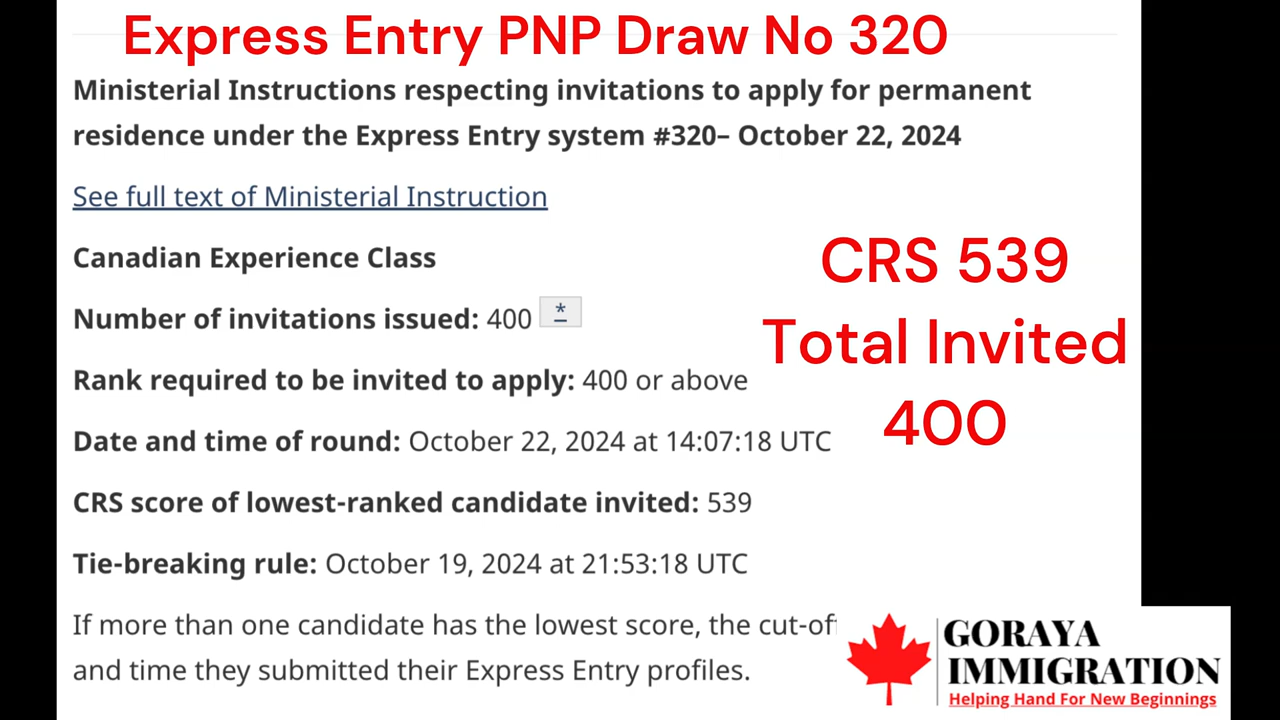 Express Entry PNP Draw No 320
Ministerial Instructions respecting invitations to apply for permanent
residence under the Express Entry system #320– October 22, 2024
See full text of Ministerial Instruction
Canadian Experience Class
Number of invitations issued: 400 *
Rank required to be invited to apply: 400 or above
Date and time of round: October 22, 2024 at 14:07:18 UTC
CRS score of lowest-ranked candidate invited: 539
Tie-breaking rule: October 19, 2024 at 21:53:18 UTC
If more than one candidate has the lowest score, the cut-off
and time they submitted their Express Entry profiles.
CRS 539
Total Invited
400
GORAYA
IMMIGRATION
Helping Hand For New Beginnings